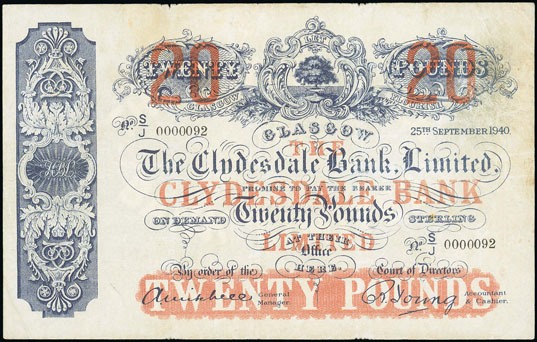 20 20
LET
TWENTY POUNDS
GLASGOW
Nº S/J 0000092
GLASGOW
25TH SEPTEMBER 1940
THE
The Clydesdale Bank, Limited,
PROMISE TO PAY THE BEARER
CLYDESDALE BANK
ON DEMAND Twenty Pounds STERLING
LIMITED
AT THEIR
Office
HERE.
Nº S/J 0000092
By order of the Court of Directors
TWENTY POUNDS
General Manager.
R. Young
Accountant & Cashier.